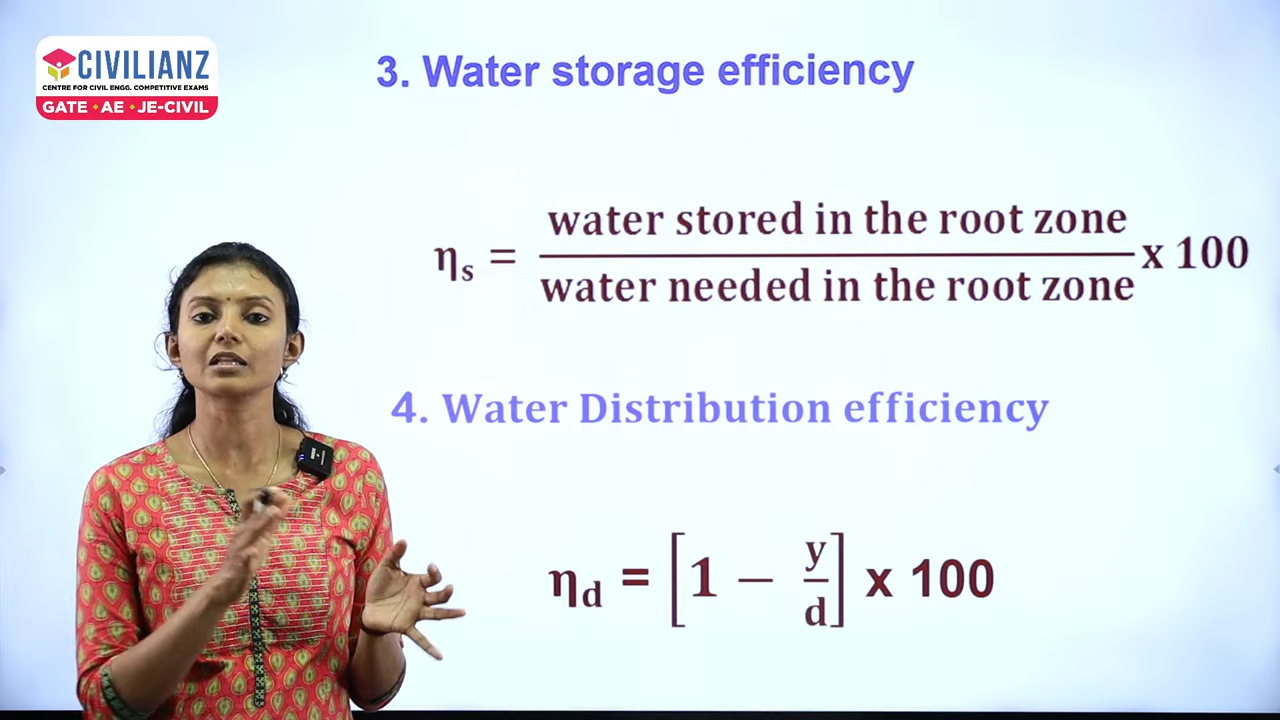 CIVILIANZ
CENTRE FOR CIVIL ENGG. COMPETITIVE EXAMS
GATE • AE • JE-CIVIL
3. Water storage efficiency
ηs = water stored in the root zone / water needed in the root zone x 100
4. Water Distribution efficiency
ηd = [1 − y/d] x 100